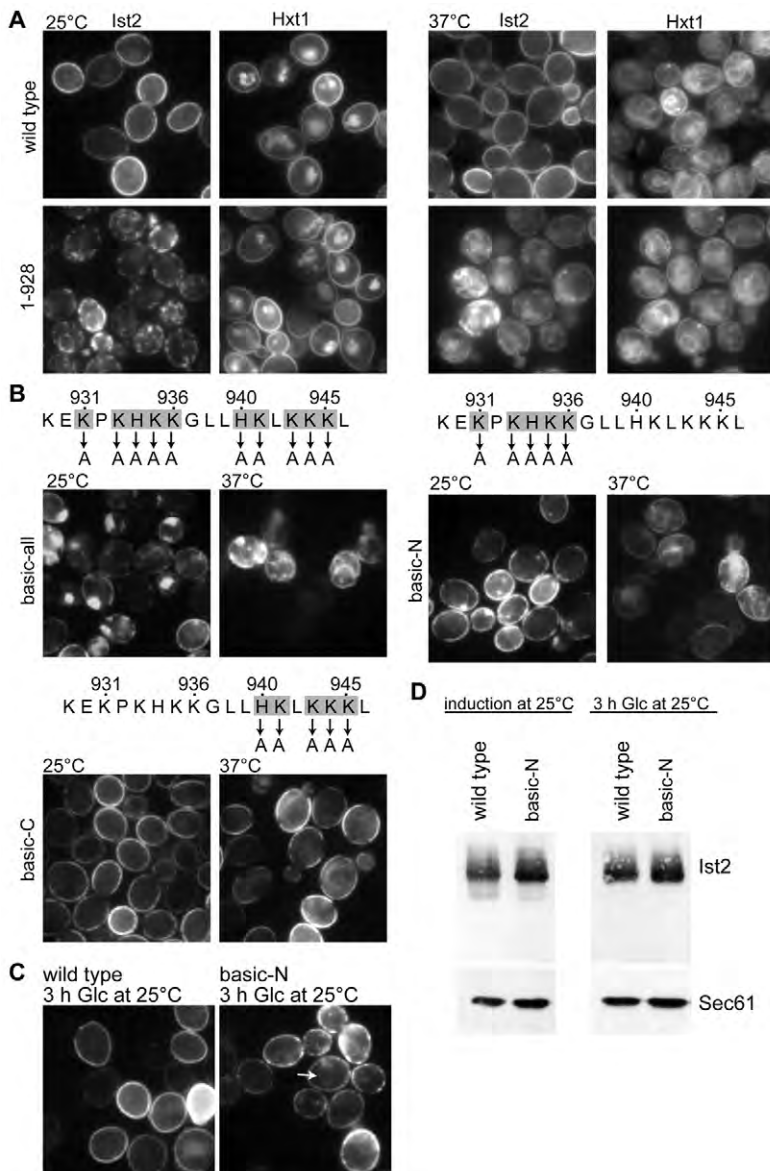 A
25°C Ist2 Hxt1
37°C Ist2 Hxt1
wild type
1-928
B
931 936 940 945
K E K P K H K K G L L H K L K K K L
A A A A A A A A A A
25°C 37°C
basic-all
931 936 940 945
K E K P K H K K G L L H K L K K K L
A A A A A
25°C 37°C
basic-N
931 936 940 945
K E K P K H K K G L L H K L K K K L
A A A A A
25°C 37°C
basic-C
C
wild type
3 h Glc at 25°C
basic-N
3 h Glc at 25°C
D
induction at 25°C 3 h Glc at 25°C
wild type basic-N wild type basic-N
Ist2
Sec61